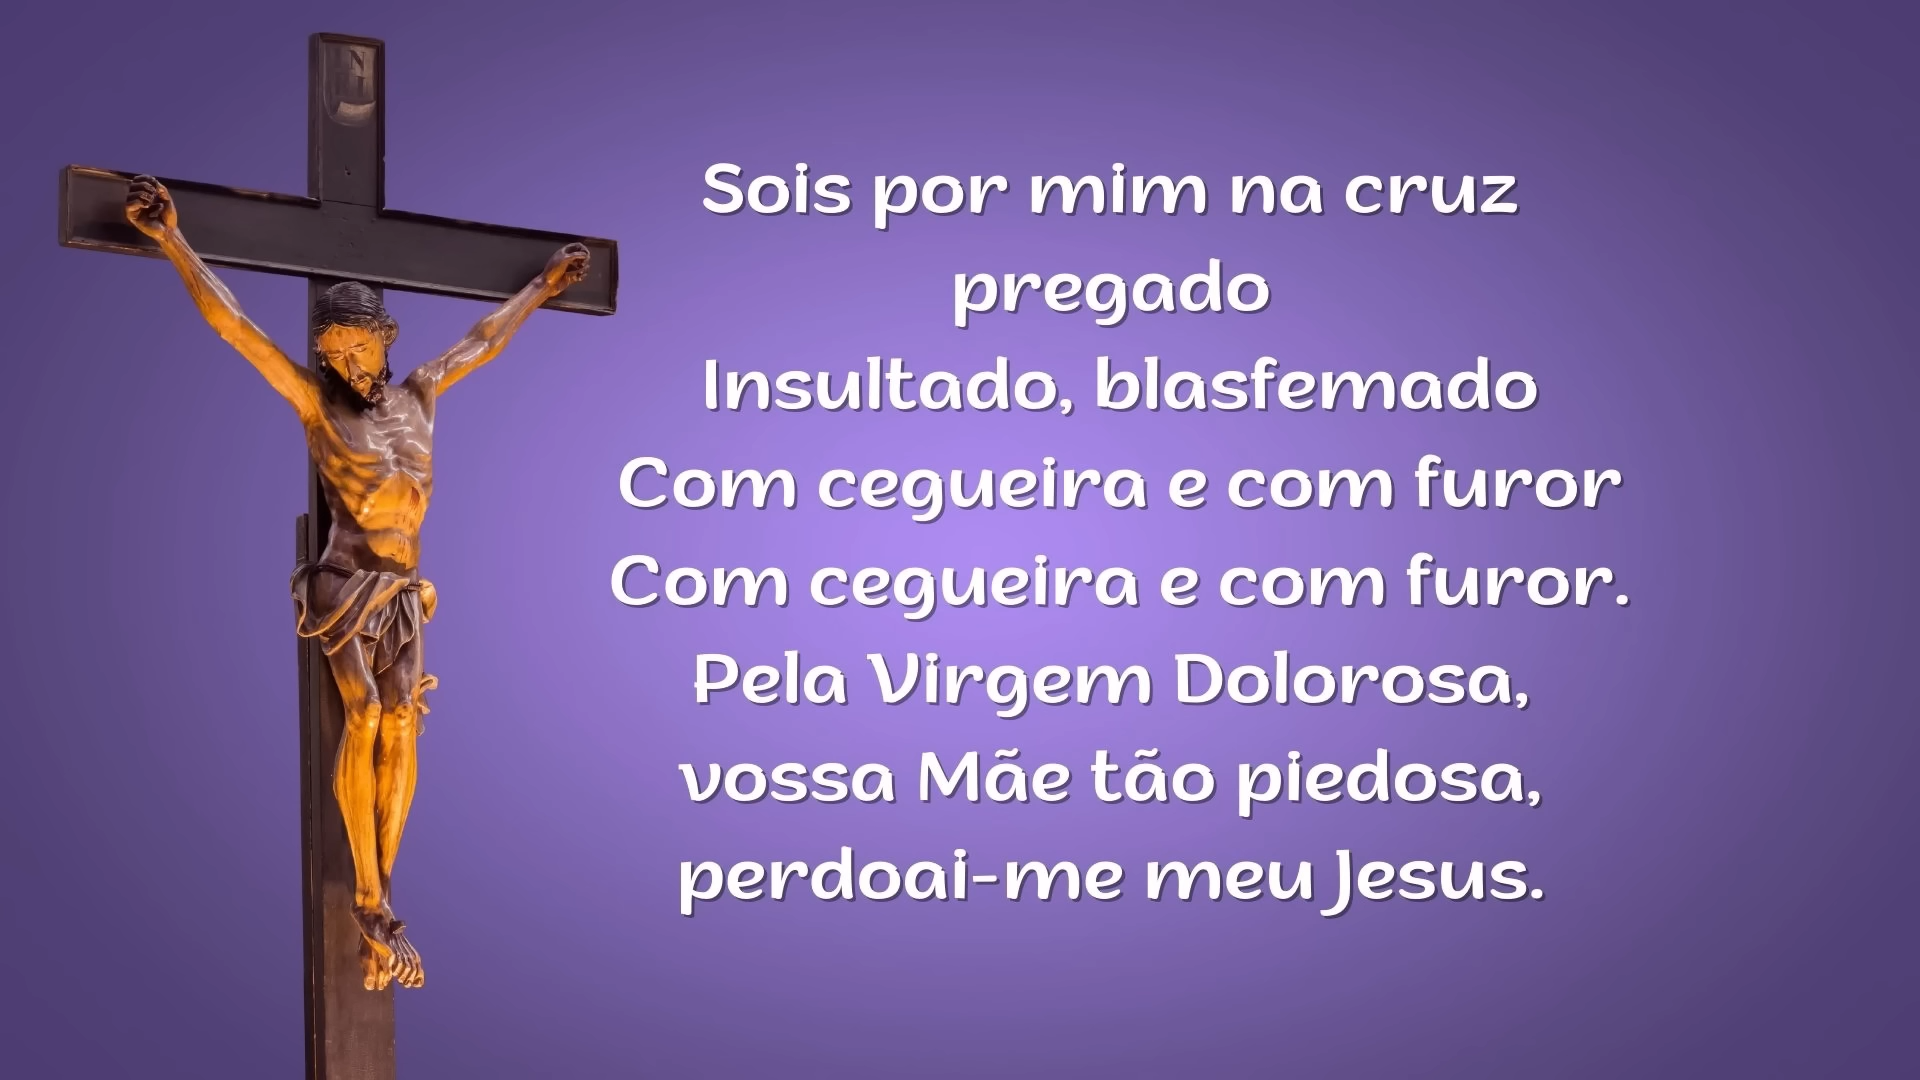 Sois por mim na cruz
pregado
Insultado, blasfemado
Com cegueira e com furor
Com cegueira e com furor.
Pela Virgem Dolorosa,
vossa Mãe tão piedosa,
perdoai-me meu Jesus.